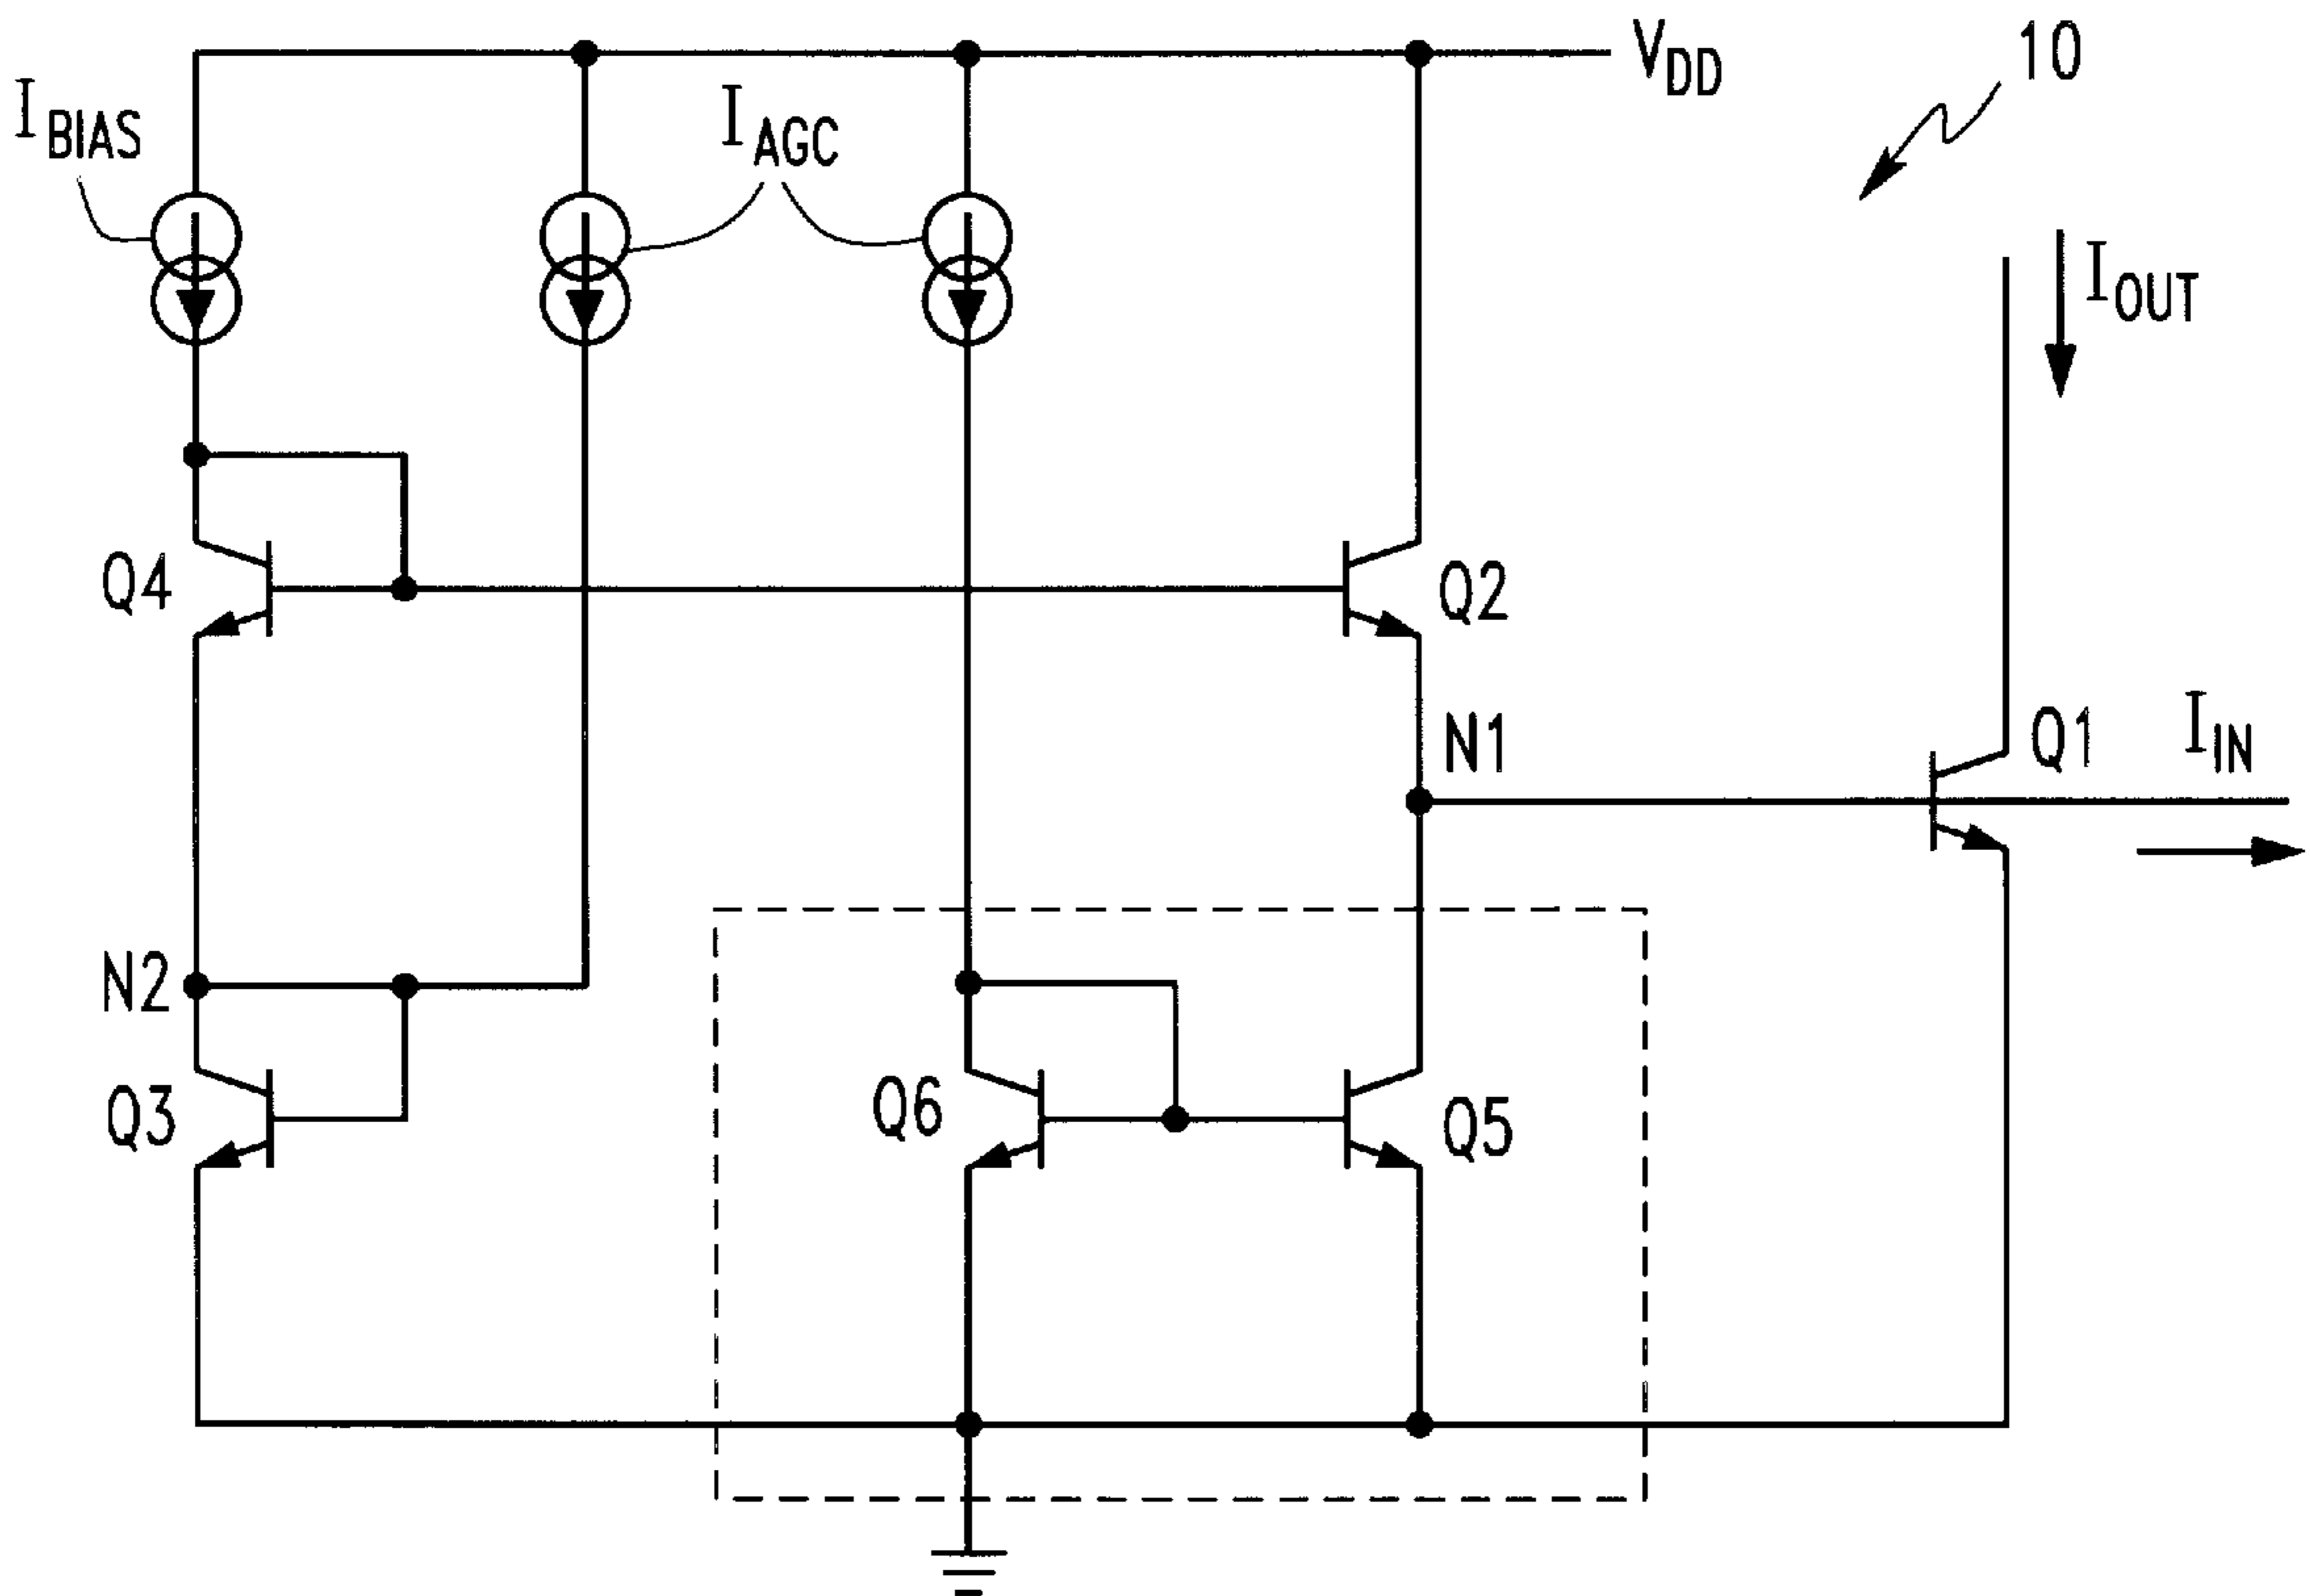 V_DD
10
I_BIAS
I_AGC
I_OUT
Q4
Q2
N1
Q1
I_IN
N2
Q3
Q6
Q5